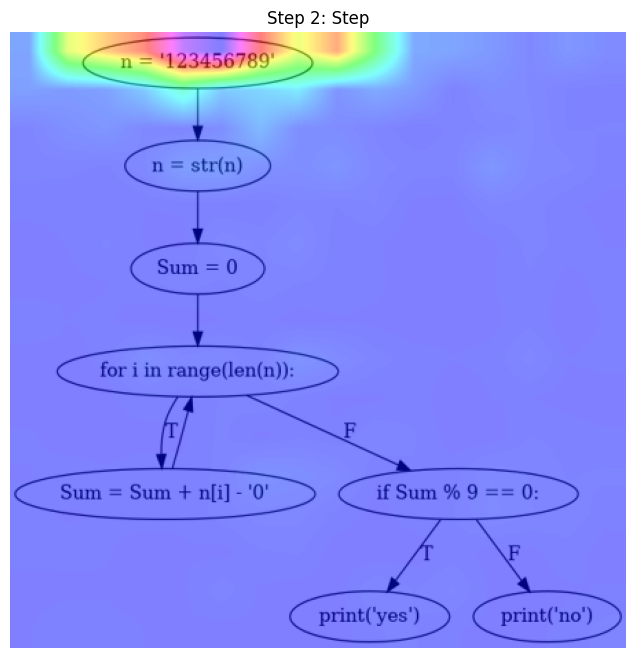 Step 2: Step
n = '123456789'
n = str(n)
Sum = 0
for i in range(len(n)):
T
F
Sum = Sum + n[i] - '0'
if Sum % 9 == 0:
T
F
print('yes')
print('no')